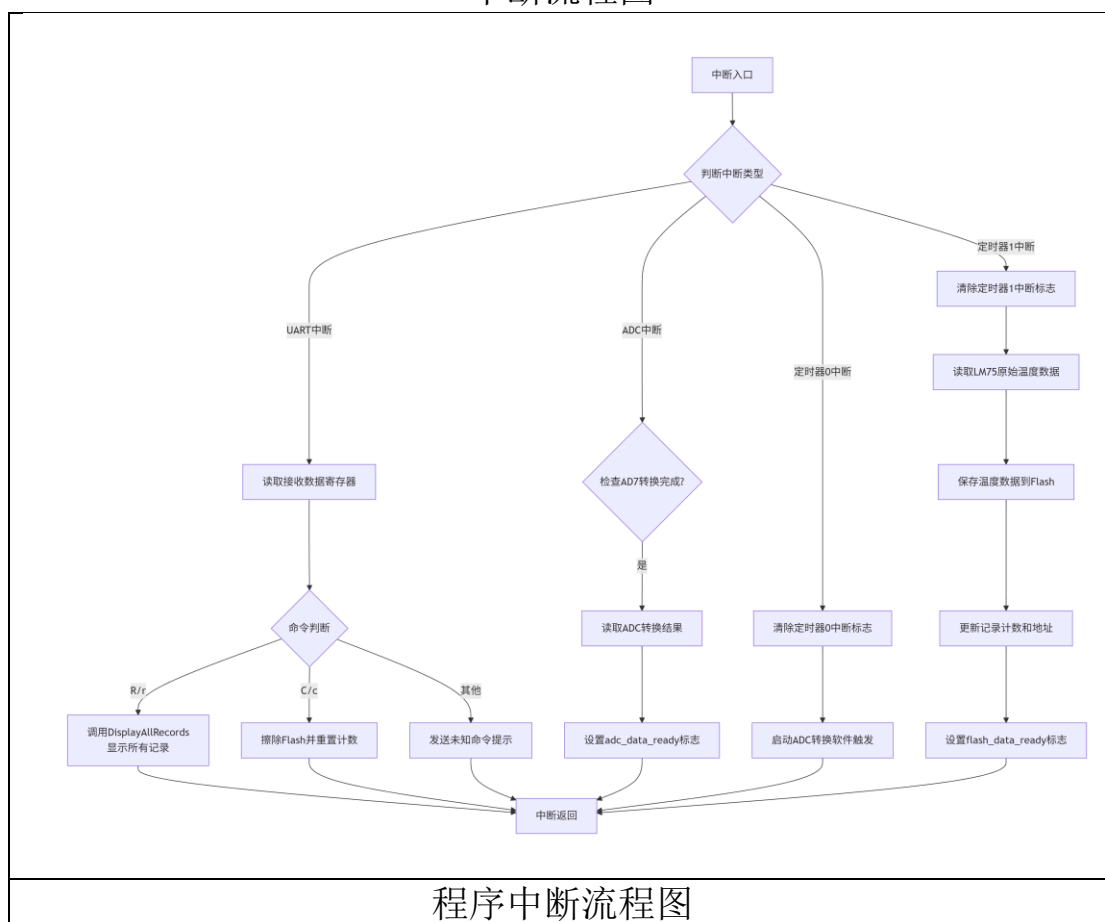 中断流程图
中断入口
判断中断类型
定时器1中断
清除定时器1中断标志
UART中断
ADC中断
定时器0中断
读取LM75原始温度数据
读取接收数据寄存器
检查AD7转换完成?
保存温度数据到Flash
是
命令判断
读取ADC转换结果
清除定时器0中断标志
更新记录计数和地址
R/r
C/c
其他
调用DisplayAllRecords
显示所有记录
擦除Flash并重置计数
发送未知命令提示
设置adc_data_ready标志
启动ADC转换软件触发
设置flash_data_ready标志
中断返回
程序中断流程图